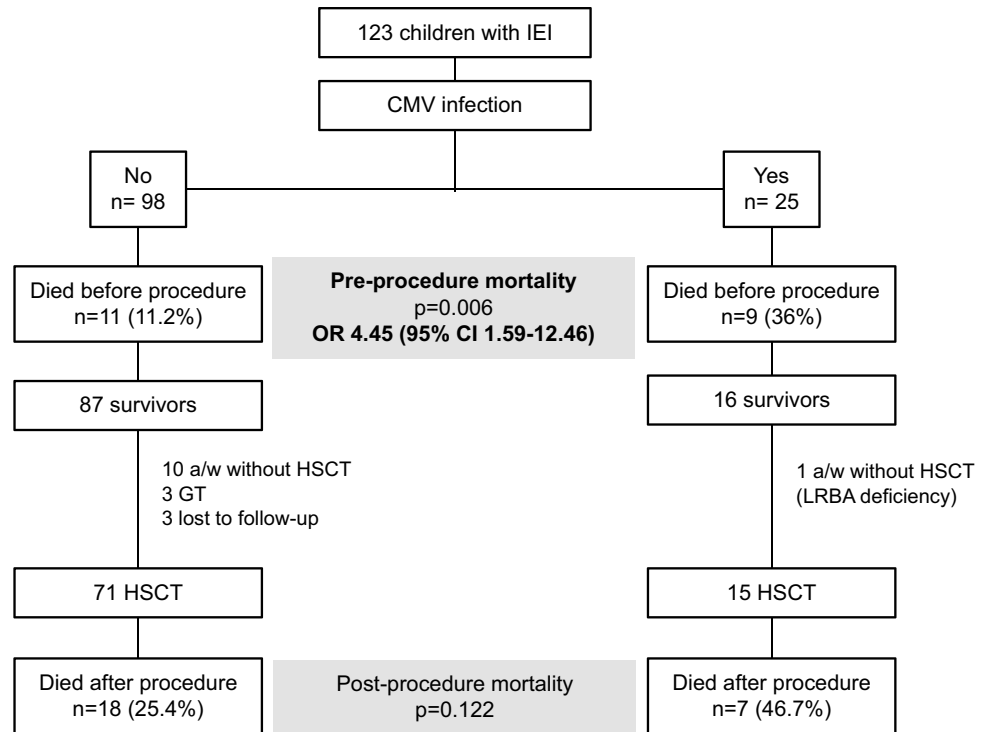 123 children with IEI
CMV infection
No
n= 98
Yes
n= 25
Died before procedure
n=11 (11.2%)
Pre-procedure mortality
p=0.006
OR 4.45 (95% CI 1.59-12.46)
Died before procedure
n=9 (36%)
87 survivors
16 survivors
10 a/w without HSCT
3 GT
3 lost to follow-up
1 a/w without HSCT
(LRBA deficiency)
71 HSCT
15 HSCT
Died after procedure
n=18 (25.4%)
Post-procedure mortality
p=0.122
Died after procedure
n=7 (46.7%)